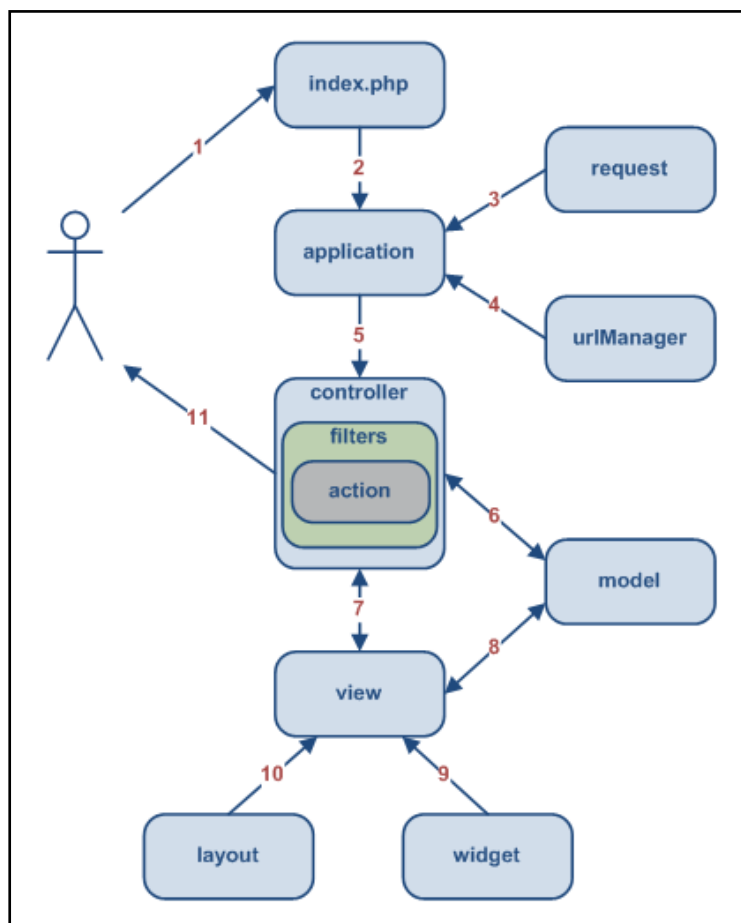 index.php
1
2
request
3
application
4
urlManager
5
controller
11
filters
action
6
model
7
8
view
10
9
layout
widget